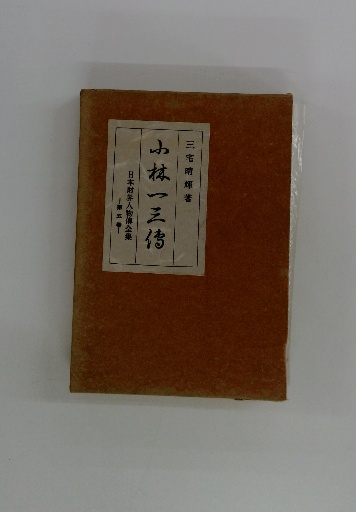 三宅晴輝著
小林一三傳
日本財界人物傳全集
―第五巻―